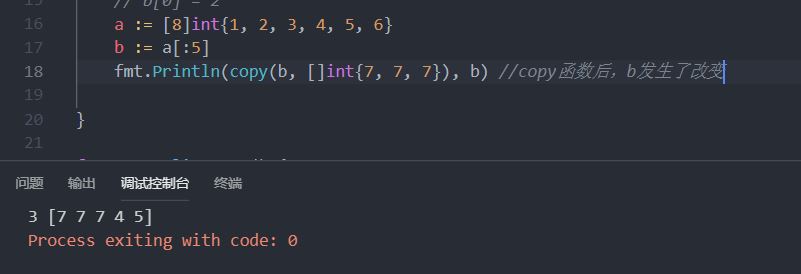 // b[0] = 2
16 a := [8]int{1, 2, 3, 4, 5, 6}
17 b := a[:5]
18 fmt.Println(copy(b, []int{7, 7, 7}), b) //copy函数后，b发生了改变
19
20 }
21
问题 输出 调试控制台 终端
3 [7 7 7 4 5]
Process exiting with code: 0